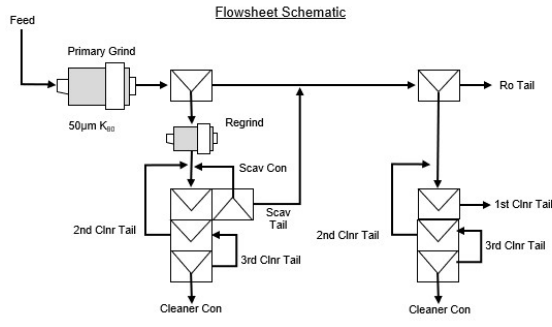 Flowsheet Schematic
Feed
Primary Grind
Ro Tail
50µm K80
Regrind
Scav Con
Scav
Tail
1st Clnr Tail
2nd Clnr Tail
3rd Clnr Tail
2nd Clnr Tail
3rd Clnr Tail
Cleaner Con
Cleaner Con